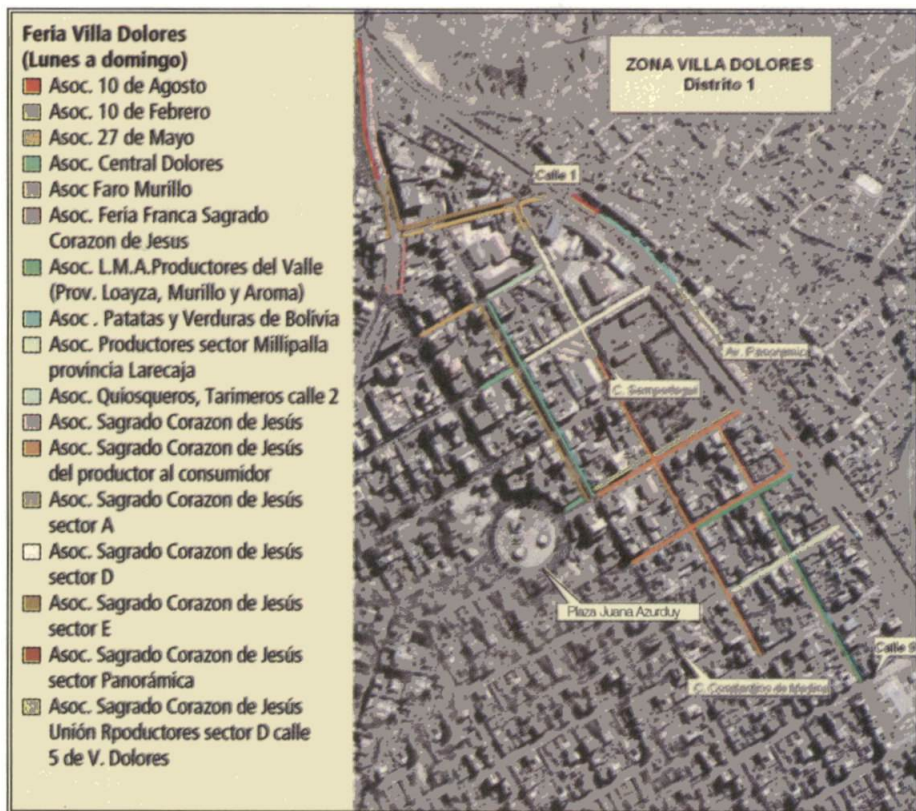 Feria Villa Dolores
(Lunes a domingo)
Asoc. 10 de Agosto
Asoc. 10 de Febrero
Asoc. 27 de Mayo
Asoc. Central Dolores
Asoc Faro Murillo
Asoc. Feria Franca Sagrado
Corazon de Jesus
Asoc. L.M.A.Productores del Valle
(Prov. Loayza, Murillo y Aroma)
Asoc . Patatas y Verduras de Bolivia
Asoc. Productores sector Millipalla
provincia Larecaja
Asoc. Quiosqueros, Tarimeros calle 2
Asoc. Sagrado Corazon de Jesús
Asoc. Sagrado Corazon de Jesús
del productor al consumidor
Asoc. Sagrado Corazon de Jesús
sector A
Asoc. Sagrado Corazon de Jesús
sector D
Asoc. Sagrado Corazon de Jesús
sector E
Asoc. Sagrado Corazon de Jesús
sector Panorámica
Asoc. Sagrado Corazon de Jesús
Unión Rpoductores sector D calle
5 de V. Dolores
ZONA VILLA DOLORES
Distrito 1
Calle 1
Av. Panorámica
C.
Plaza Juana Azurduy
C. Constantino de Medina
Calle 9